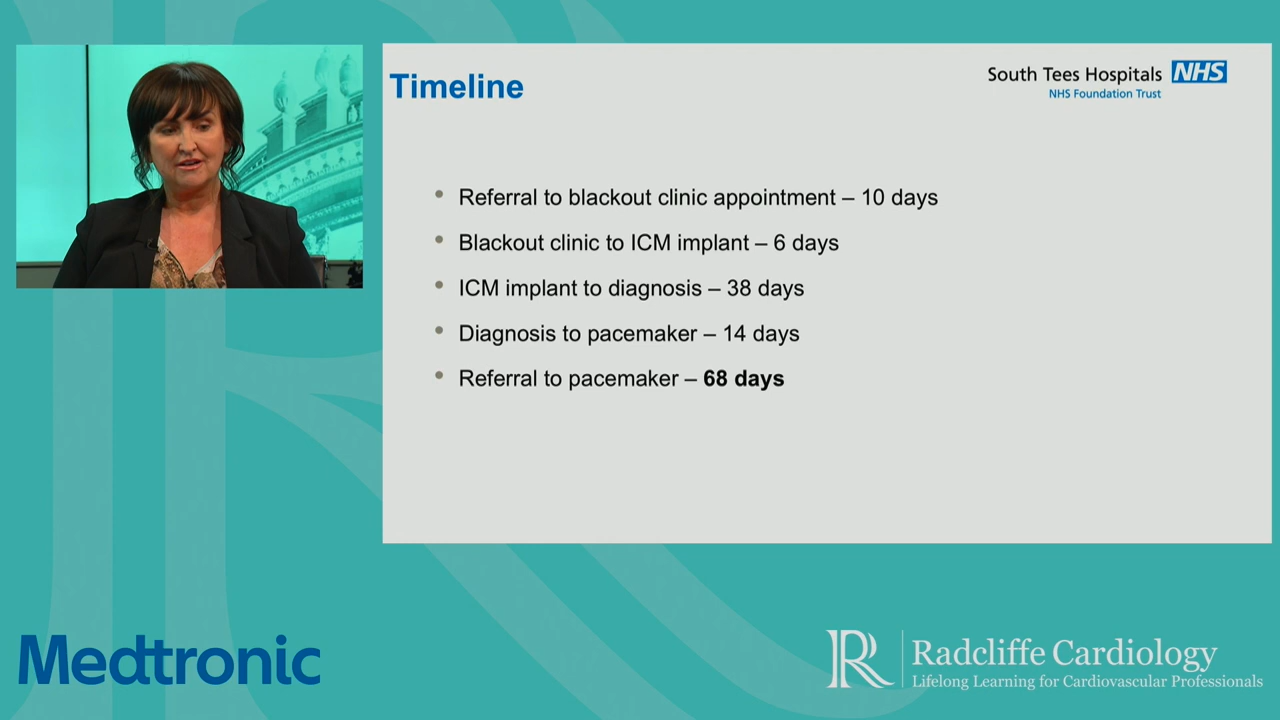 Timeline
South Tees Hospitals NHS
NHS Foundation Trust
• Referral to blackout clinic appointment – 10 days
• Blackout clinic to ICM implant – 6 days
• ICM implant to diagnosis – 38 days
• Diagnosis to pacemaker – 14 days
• Referral to pacemaker – 68 days
Medtronic
R Radcliffe Cardiology
Lifelong Learning for Cardiovascular Professionals